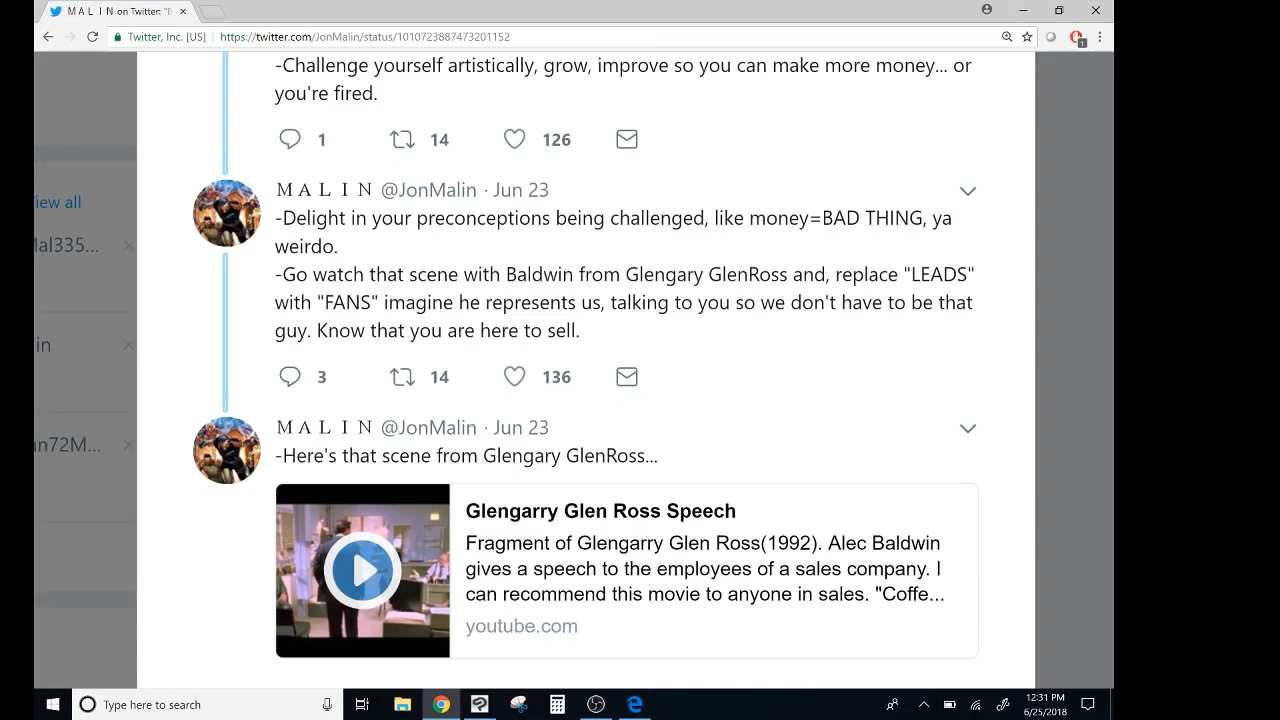 M A L I N on Twitter: "B
Twitter, Inc. [US] | https://twitter.com/JonMalin/status/1010723887473201152
1
-Challenge yourself artistically, grow, improve so you can make more money... or
you're fired.
1 14 126
iew all
Mal335...
in
an72M...
M A L I N @JonMalin · Jun 23
-Delight in your preconceptions being challenged, like money=BAD THING, ya
weirdo.
-Go watch that scene with Baldwin from Glengary GlenRoss and, replace "LEADS"
with "FANS" imagine he represents us, talking to you so we don't have to be that
guy. Know that you are here to sell.
3 14 136
M A L I N @JonMalin · Jun 23
-Here's that scene from Glengary GlenRoss...
Glengarry Glen Ross Speech
Fragment of Glengarry Glen Ross(1992). Alec Baldwin
gives a speech to the employees of a sales company. I
can recommend this movie to anyone in sales. "Coffe...
youtube.com
Type here to search
12:31 PM
6/25/2018